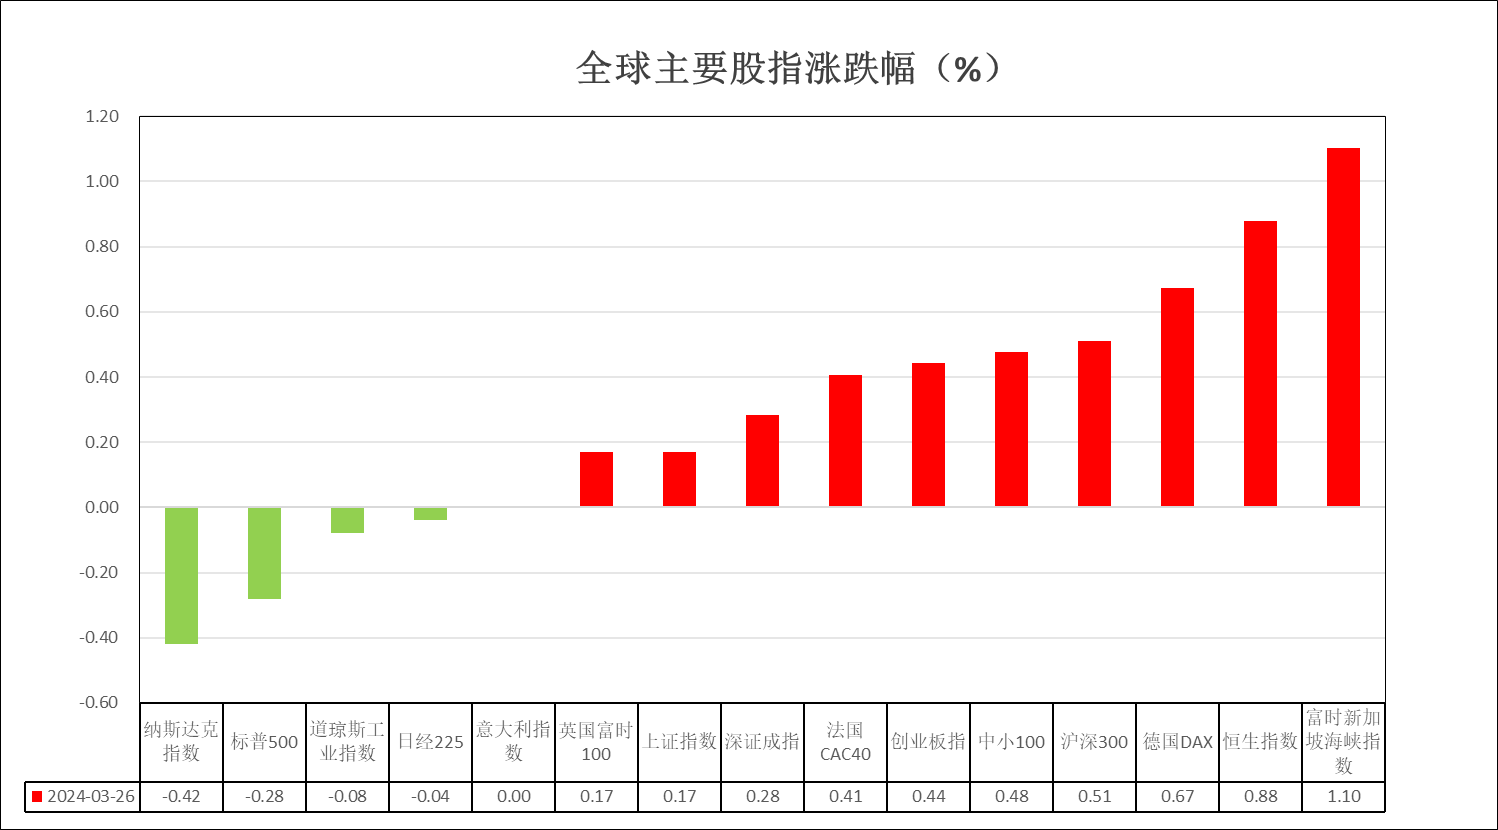 全球主要股指涨跌幅（%）
1.20
1.00
0.80
0.60
0.40
0.20
0.00
-0.20
-0.40
-0.60
纳斯达克
指数
标普500
道琼斯工
业指数
日经225
意大利指
数
英国富时
100
上证指数
深证成指
法国
CAC40
创业板指
中小100
沪深300
德国DAX
恒生指数
富时新加
坡海峡指
数
2024-03-26 -0.42 -0.28 -0.08 -0.04 0.00 0.17 0.17 0.28 0.41 0.44 0.48 0.51 0.67 0.88 1.10